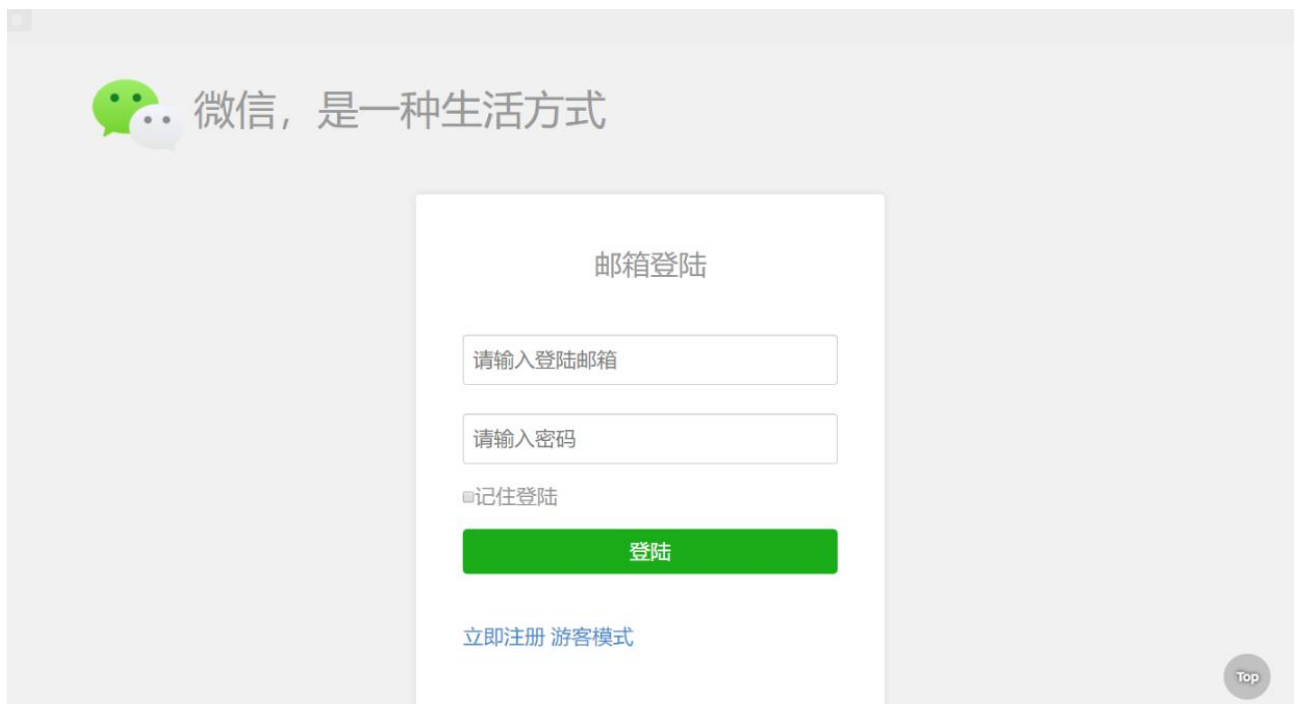 微信，是一种生活方式
邮箱登陆
请输入登陆邮箱
请输入密码
记住登陆
登陆
立即注册 游客模式
Top